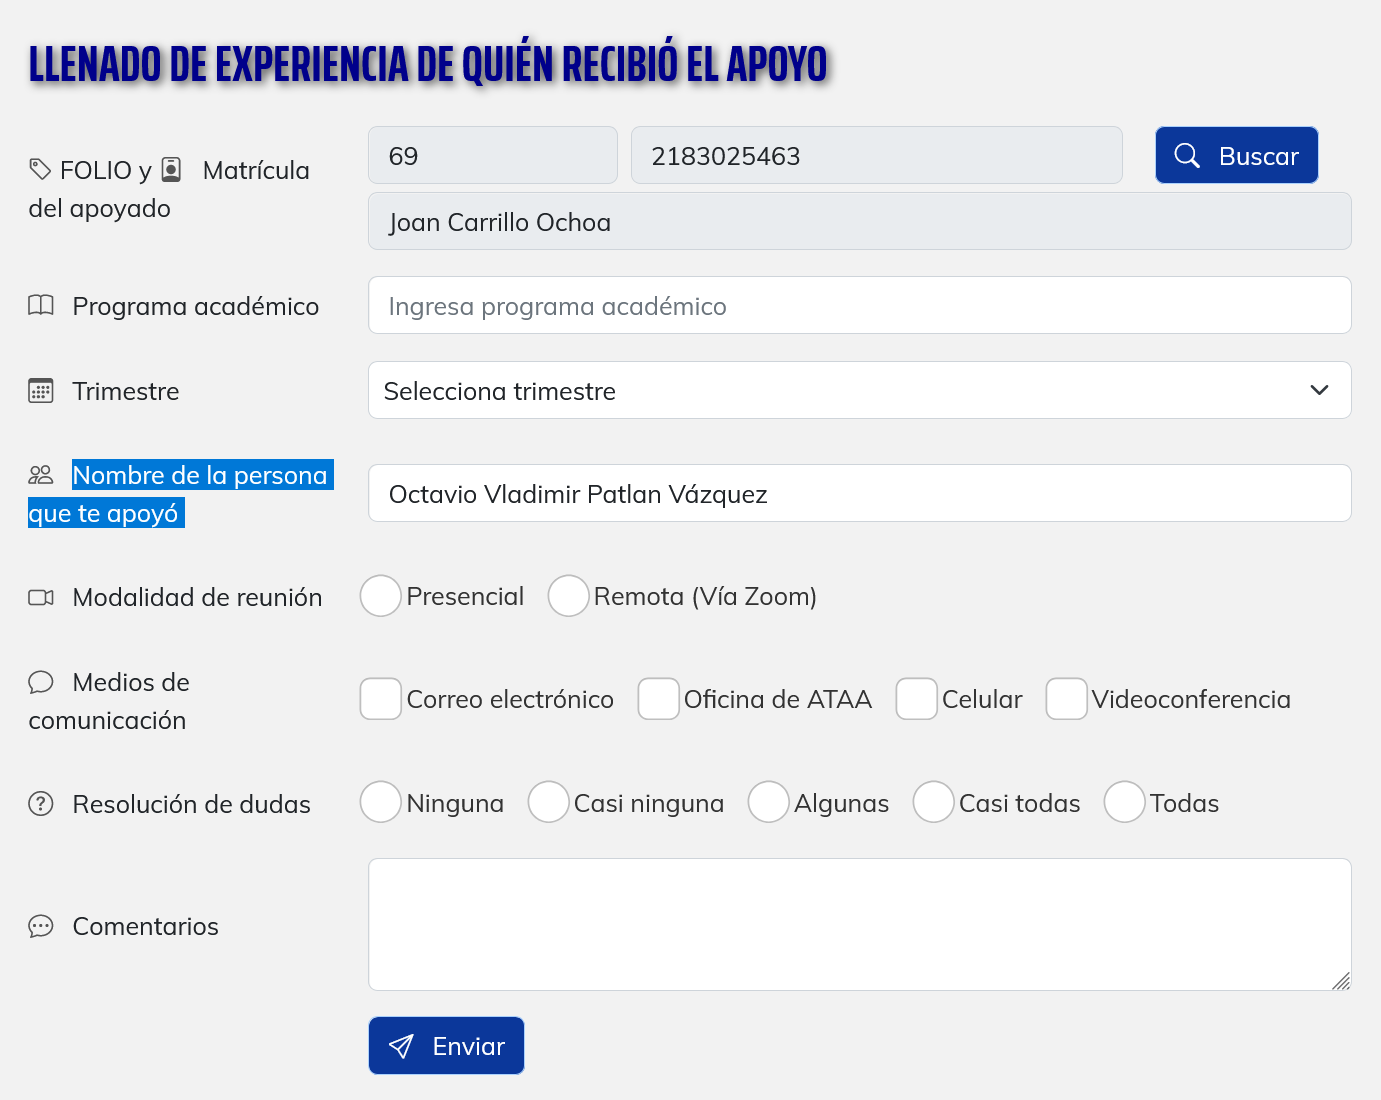 LLENADO DE EXPERIENCIA DE QUIÉN RECIBIÓ EL APOYO
FOLIO y Matrícula
del apoyado
69
2183025463
Buscar
Joan Carrillo Ochoa
Programa académico
Ingresa programa académico
Trimestre
Selecciona trimestre
Nombre de la persona
que te apoyó
Octavio Vladimir Patlan Vázquez
Modalidad de reunión
Presencial
Remota (Vía Zoom)
Medios de
comunicación
Correo electrónico
Oficina de ATAA
Celular
Videoconferencia
Resolución de dudas
Ninguna
Casi ninguna
Algunas
Casi todas
Todas
Comentarios
Enviar